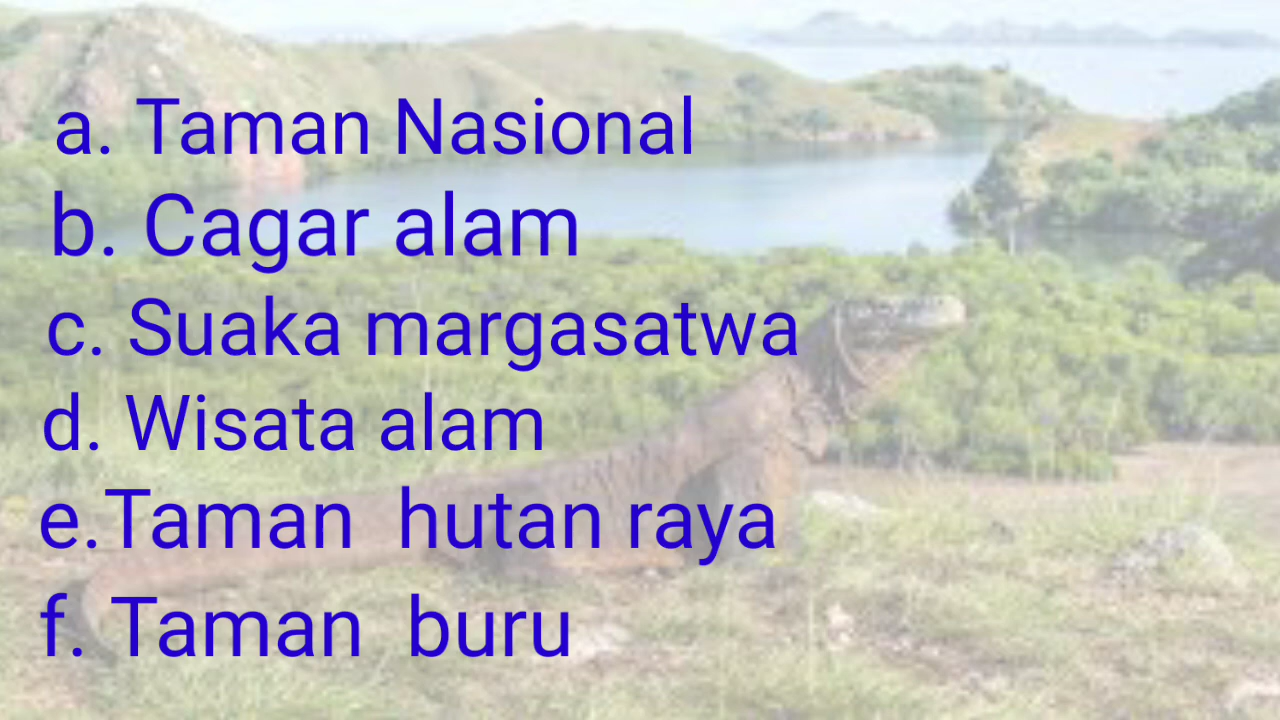 a. Taman Nasional
b. Cagar alam
c. Suaka margasatwa
d. Wisata alam
e.Taman hutan raya
f. Taman buru